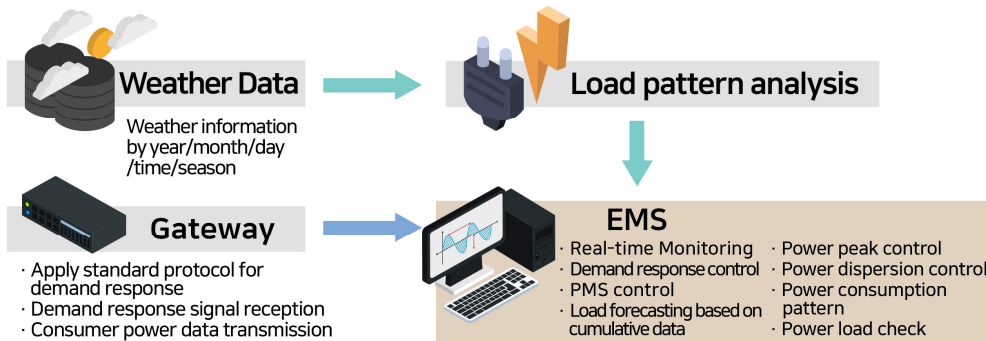 Weather Data
Weather information
by year/month/day
/time/season
Load pattern analysis
Gateway
· Apply standard protocol for
demand response
· Demand response signal reception
· Consumer power data transmission
EMS
· Real-time Monitoring
· Demand response control
· PMS control
· Load forecasting based on
cumulative data
· Power peak control
· Power dispersion control
· Power consumption
pattern
· Power load check